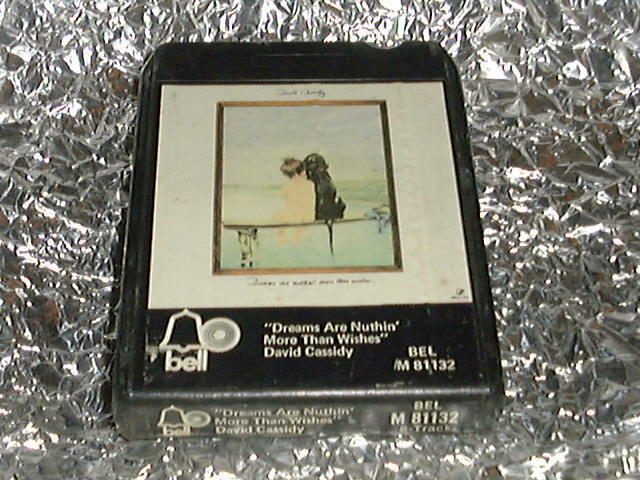 David Cassidy
Dreams are nuthin' more than wishes
bell
"Dreams Are Nuthin'
More Than Wishes"
David Cassidy
BEL
M 81132
bell
"Dreams Are Nuthin'
More Than Wishes"
David Cassidy
BEL
M 81132
8-Track